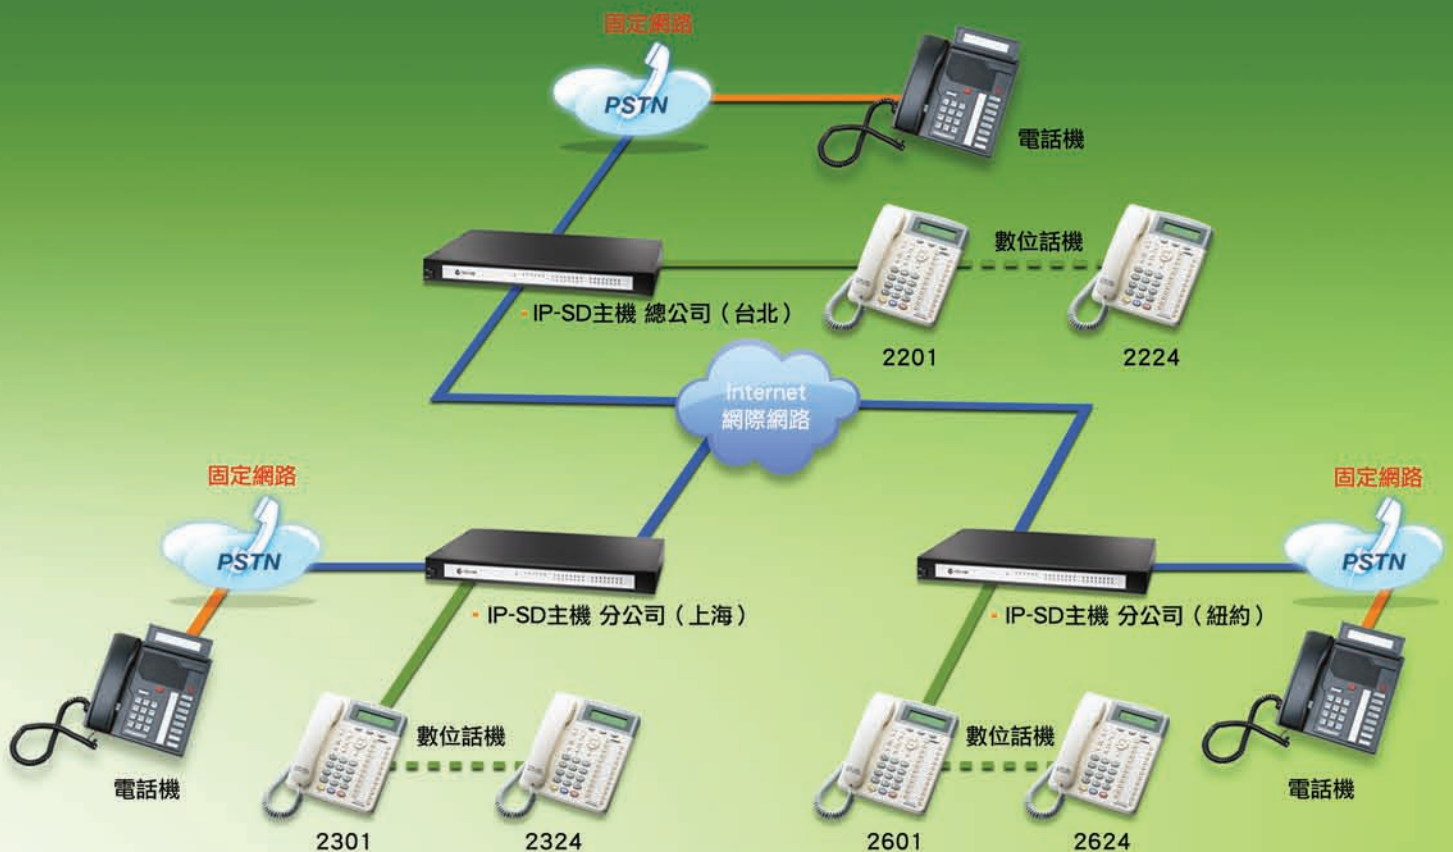 固定網路
PSTN
電話機
數位話機
IP-SD主機 總公司（台北）
2201
2224
Internet
網際網路
固定網路
PSTN
IP-SD主機 分公司（上海）
電話機
數位話機
2301
2324
固定網路
PSTN
IP-SD主機 分公司（紐約）
數位話機
電話機
2601
2624